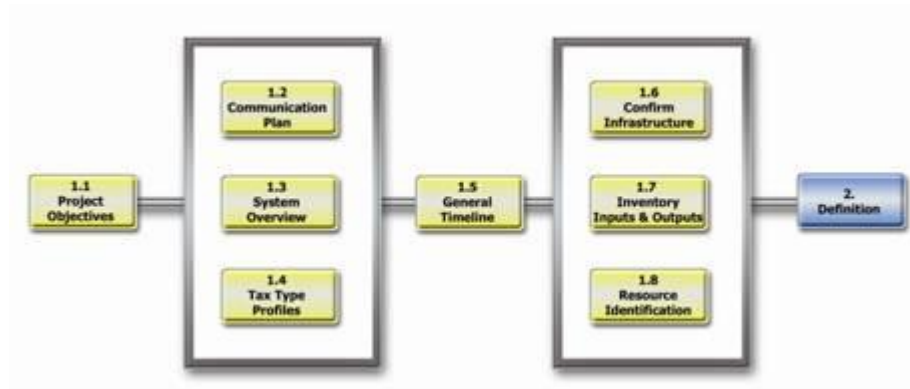 1.1
Project
Objectives
1.2
Communication
Plan
1.3
System
Overview
1.4
Tax Type
Profiles
1.5
General
Timeline
1.6
Confirm
Infrastructure
1.7
Inventory
Inputs & Outputs
1.8
Resource
Identification
2.
Definition